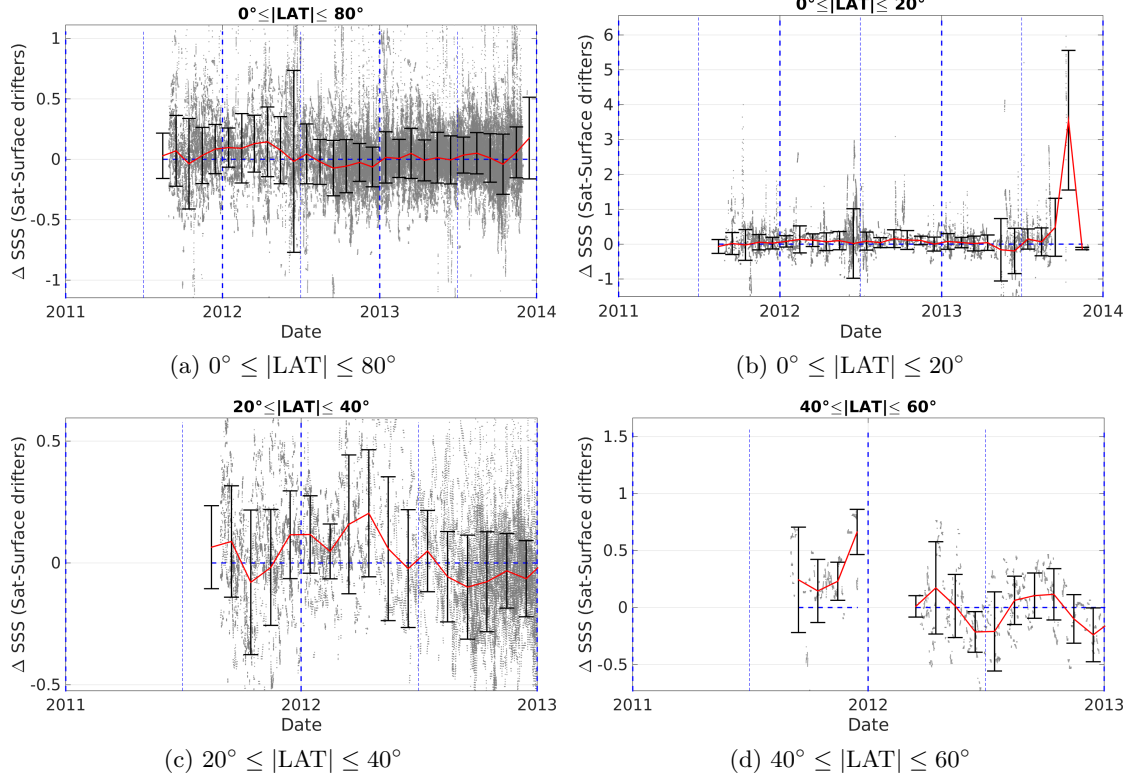 0°≤|LAT|≤ 80°
1
0.5
0
-0.5
-1
Δ SSS (Sat-Surface drifters)
2011
2012
2013
2014
Date
(a) 0° ≤ |LAT| ≤ 80°
0°≤|LAT|≤ 20°
6
5
4
3
2
1
0
-1
Δ SSS (Sat-Surface drifters)
2011
2012
2013
2014
Date
(b) 0° ≤ |LAT| ≤ 20°
20°≤|LAT|≤ 40°
0.5
0
-0.5
Δ SSS (Sat-Surface drifters)
2011
2012
2013
Date
(c) 20° ≤ |LAT| ≤ 40°
40°≤|LAT|≤ 60°
1.5
1
0.5
0
-0.5
Δ SSS (Sat-Surface drifters)
2011
2012
2013
Date
(d) 40° ≤ |LAT| ≤ 60°